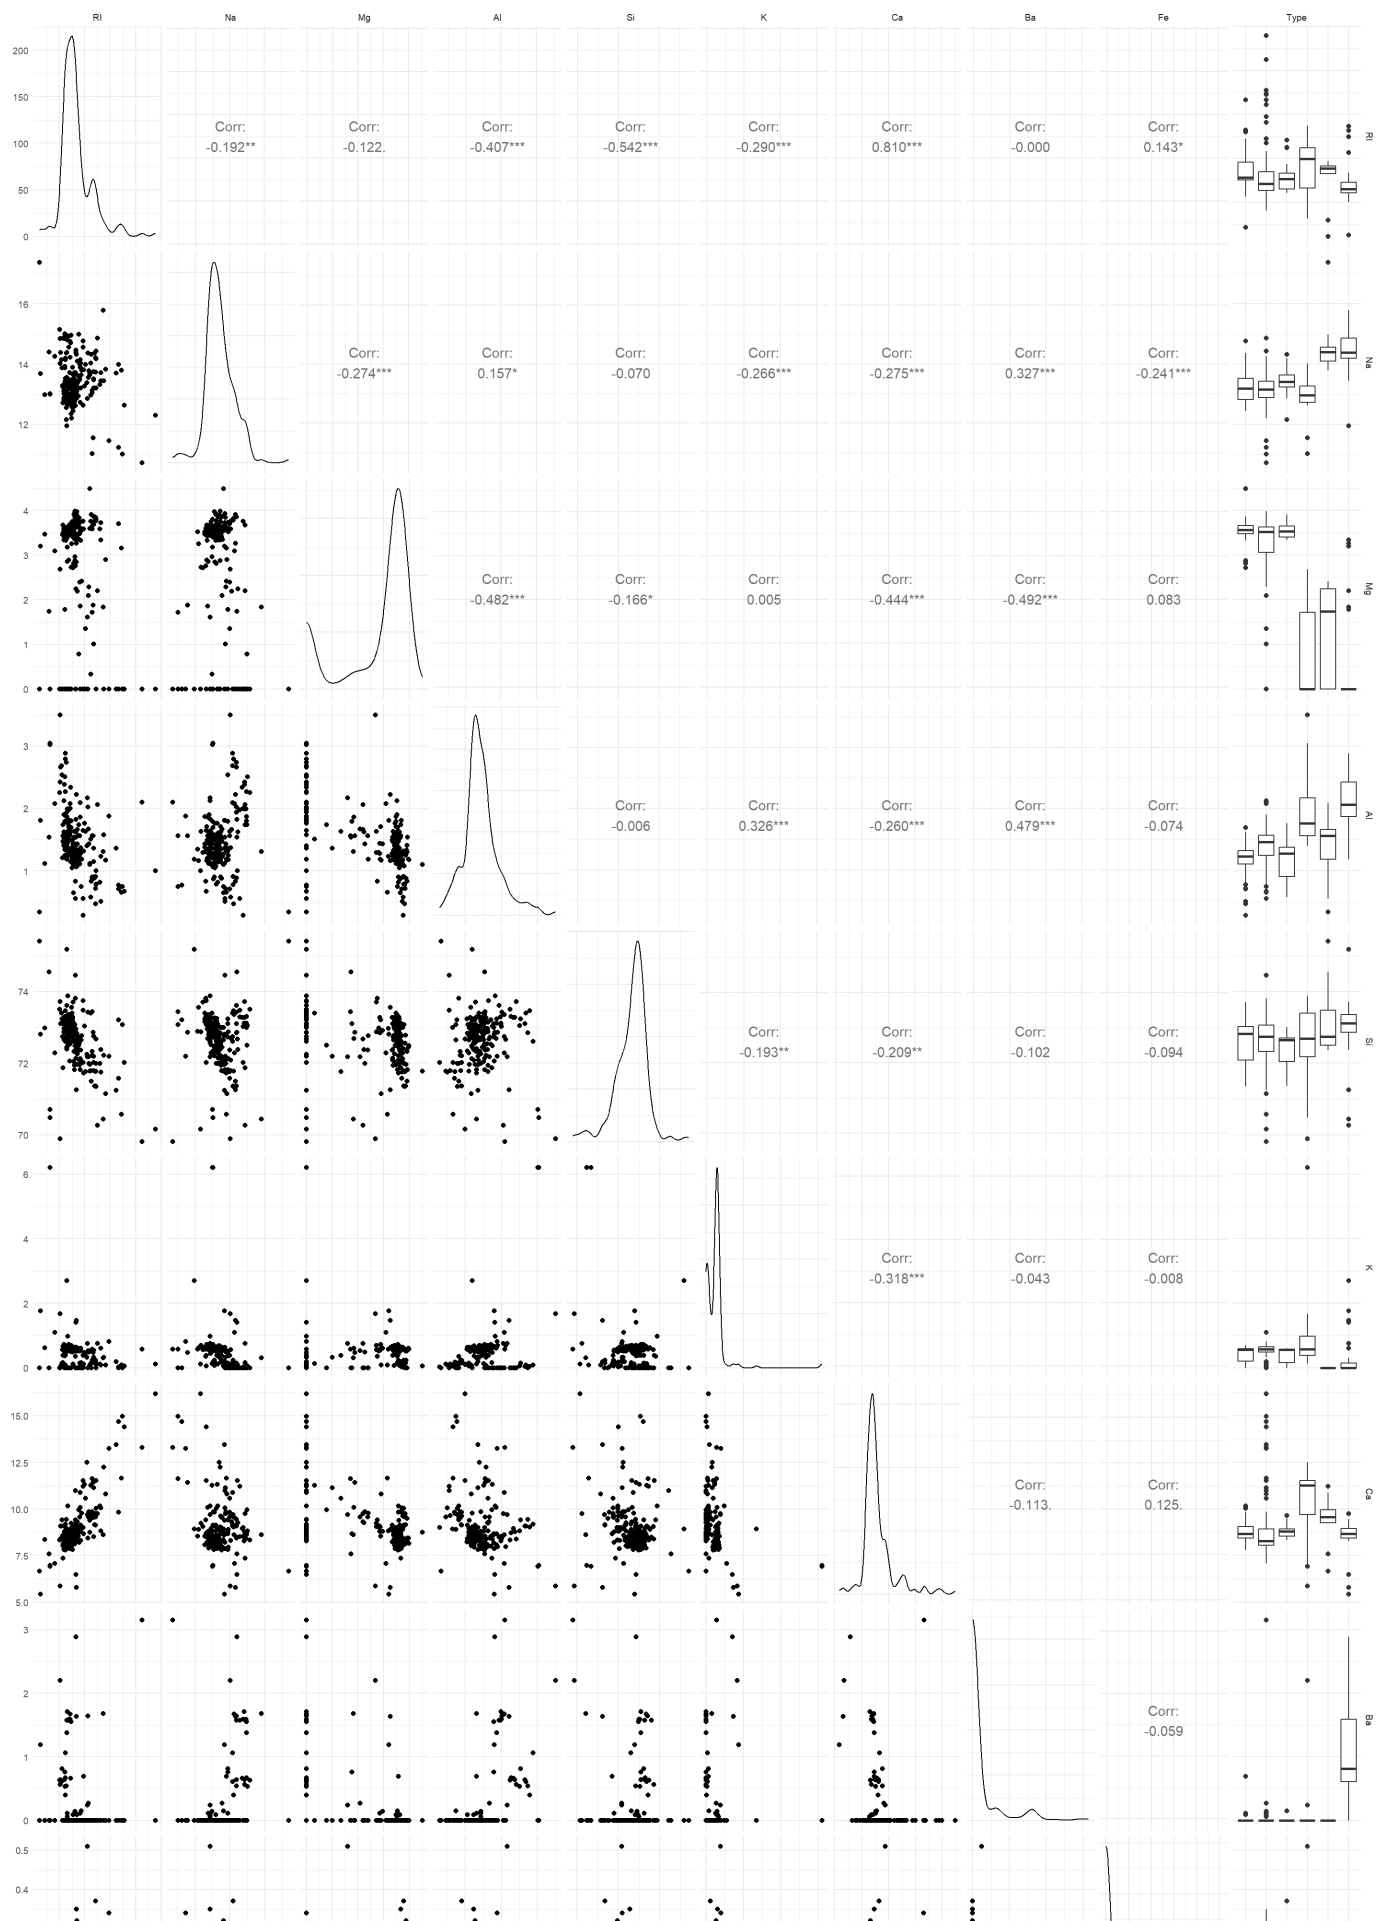 RI Na Mg Al Si K Ca Ba Fe Type
200
150
100
50
0
Corr: Corr: Corr: Corr: Corr: Corr: Corr: Corr:
-0.192** -0.122. -0.407*** -0.542*** -0.290*** 0.810*** -0.000 0.143*
RI
16
14
12
Corr: Corr: Corr: Corr: Corr: Corr: Corr:
-0.274*** 0.157* -0.070 -0.266*** -0.275*** 0.327*** -0.241***
Na
4
3
2
1
0
Corr: Corr: Corr: Corr: Corr: Corr:
-0.482*** -0.166* 0.005 -0.444*** -0.492*** 0.083
Mg
3
2
1
Corr: Corr: Corr: Corr: Corr:
-0.006 0.326*** -0.260*** 0.479*** -0.074
Al
74
72
70
Corr: Corr: Corr: Corr:
-0.193** -0.209** -0.102 -0.094
Si
6
4
2
0
Corr: Corr: Corr:
-0.318*** -0.043 -0.008
K
15.0
12.5
10.0
7.5
5.0
Corr: Corr:
-0.113. 0.125.
Ca
3
2
1
0
Corr:
-0.059
Ba
0.5
0.4